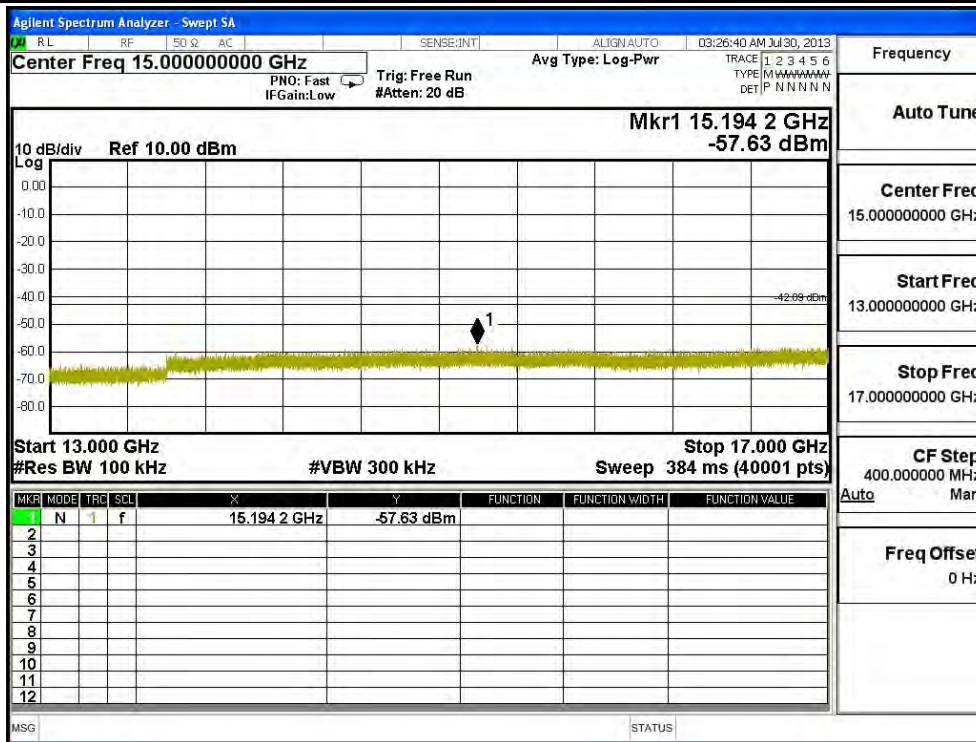 Agilent Spectrum Analyzer - Swept SA
RL RF 50 Ω AC SENSE:INT ALIGN AUTO 03:26:40 AM Jul 30, 2013
Center Freq 15.000000000 GHz
PNO: Fast
IFGain:Low
Trig: Free Run
#Atten: 20 dB
Avg Type: Log-Pwr
TRACE 1 2 3 4 5 6
TYPE M
DET P N N N N N
Mkr1 15.194 2 GHz
-57.63 dBm
10 dB/div Ref 10.00 dBm
Log
0.00
-10.0
-20.0
-30.0
-40.0
-42.09 dBm
-50.0
1
-60.0
-70.0
-80.0
Start 13.000 GHz Stop 17.000 GHz
#Res BW 100 kHz #VBW 300 kHz Sweep 384 ms (40001 pts)
MKR MODE TRC SCL X Y FUNCTION FUNCTION WIDTH FUNCTION VALUE
1 N 1 f 15.194 2 GHz -57.63 dBm
2
3
4
5
6
7
8
9
10
11
12
MSG STATUS
Frequency
Auto Tune
Center Freq
15.000000000 GHz
Start Freq
13.000000000 GHz
Stop Freq
17.000000000 GHz
CF Step
400.000000 MHz
Auto Man
Freq Offset
0 Hz